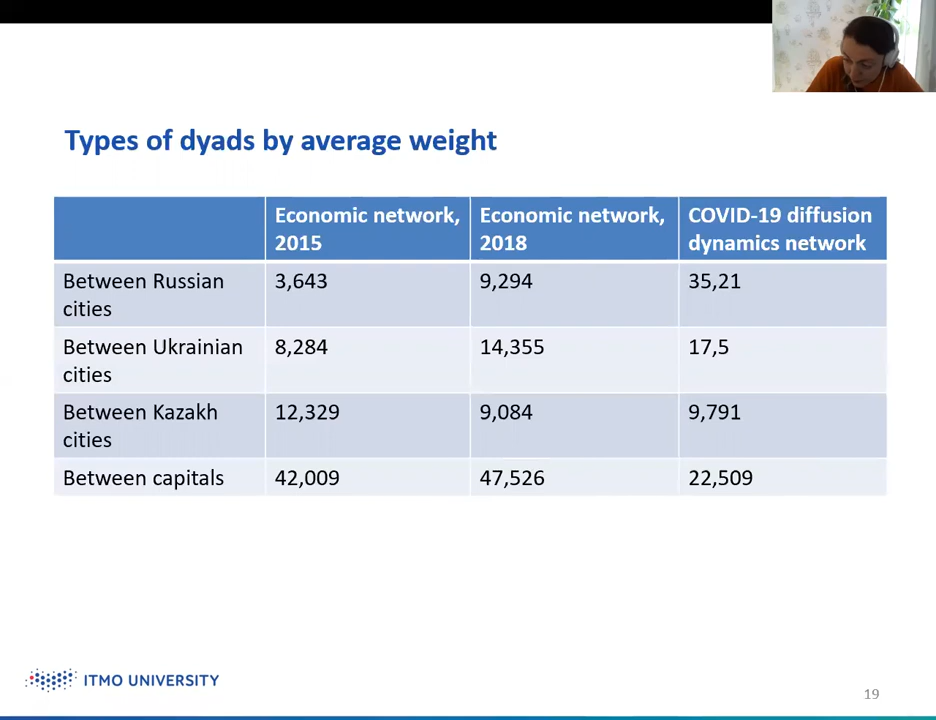 Types of dyads by average weight
Economic network, 2015
Economic network, 2018
COVID-19 diffusion dynamics network
Between Russian cities
3,643
9,294
35,21
Between Ukrainian cities
8,284
14,355
17,5
Between Kazakh cities
12,329
9,084
9,791
Between capitals
42,009
47,526
22,509
ITMO UNIVERSITY
19